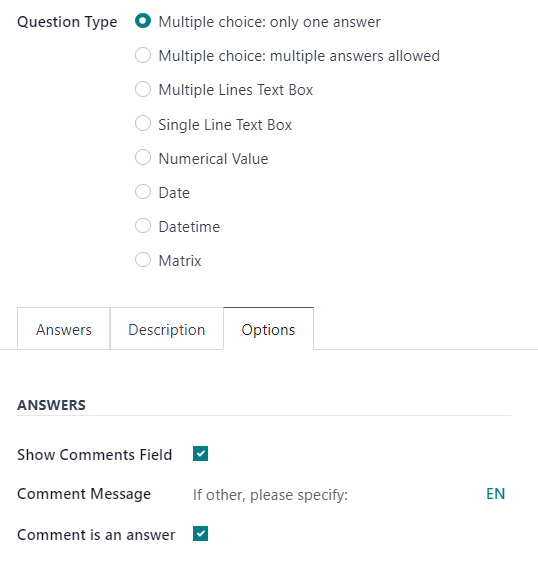 Question Type Multiple choice: only one answer
Multiple choice: multiple answers allowed
Multiple Lines Text Box
Single Line Text Box
Numerical Value
Date
Datetime
Matrix
Answers Description Options
ANSWERS
Show Comments Field
Comment Message If other, please specify: EN
Comment is an answer